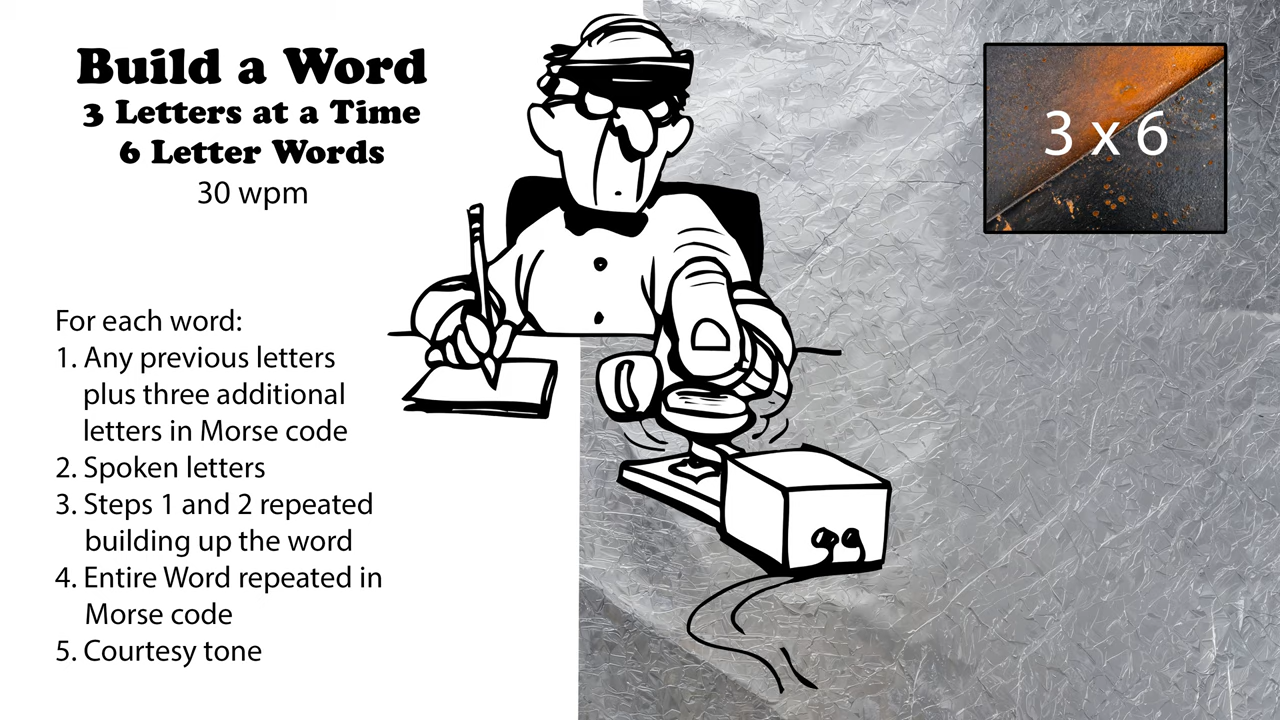 Build a Word
3 Letters at a Time
6 Letter Words
30 wpm
3 x 6
For each word:
1. Any previous letters
plus three additional
letters in Morse code
2. Spoken letters
3. Steps 1 and 2 repeated
building up the word
4. Entire Word repeated in
Morse code
5. Courtesy tone